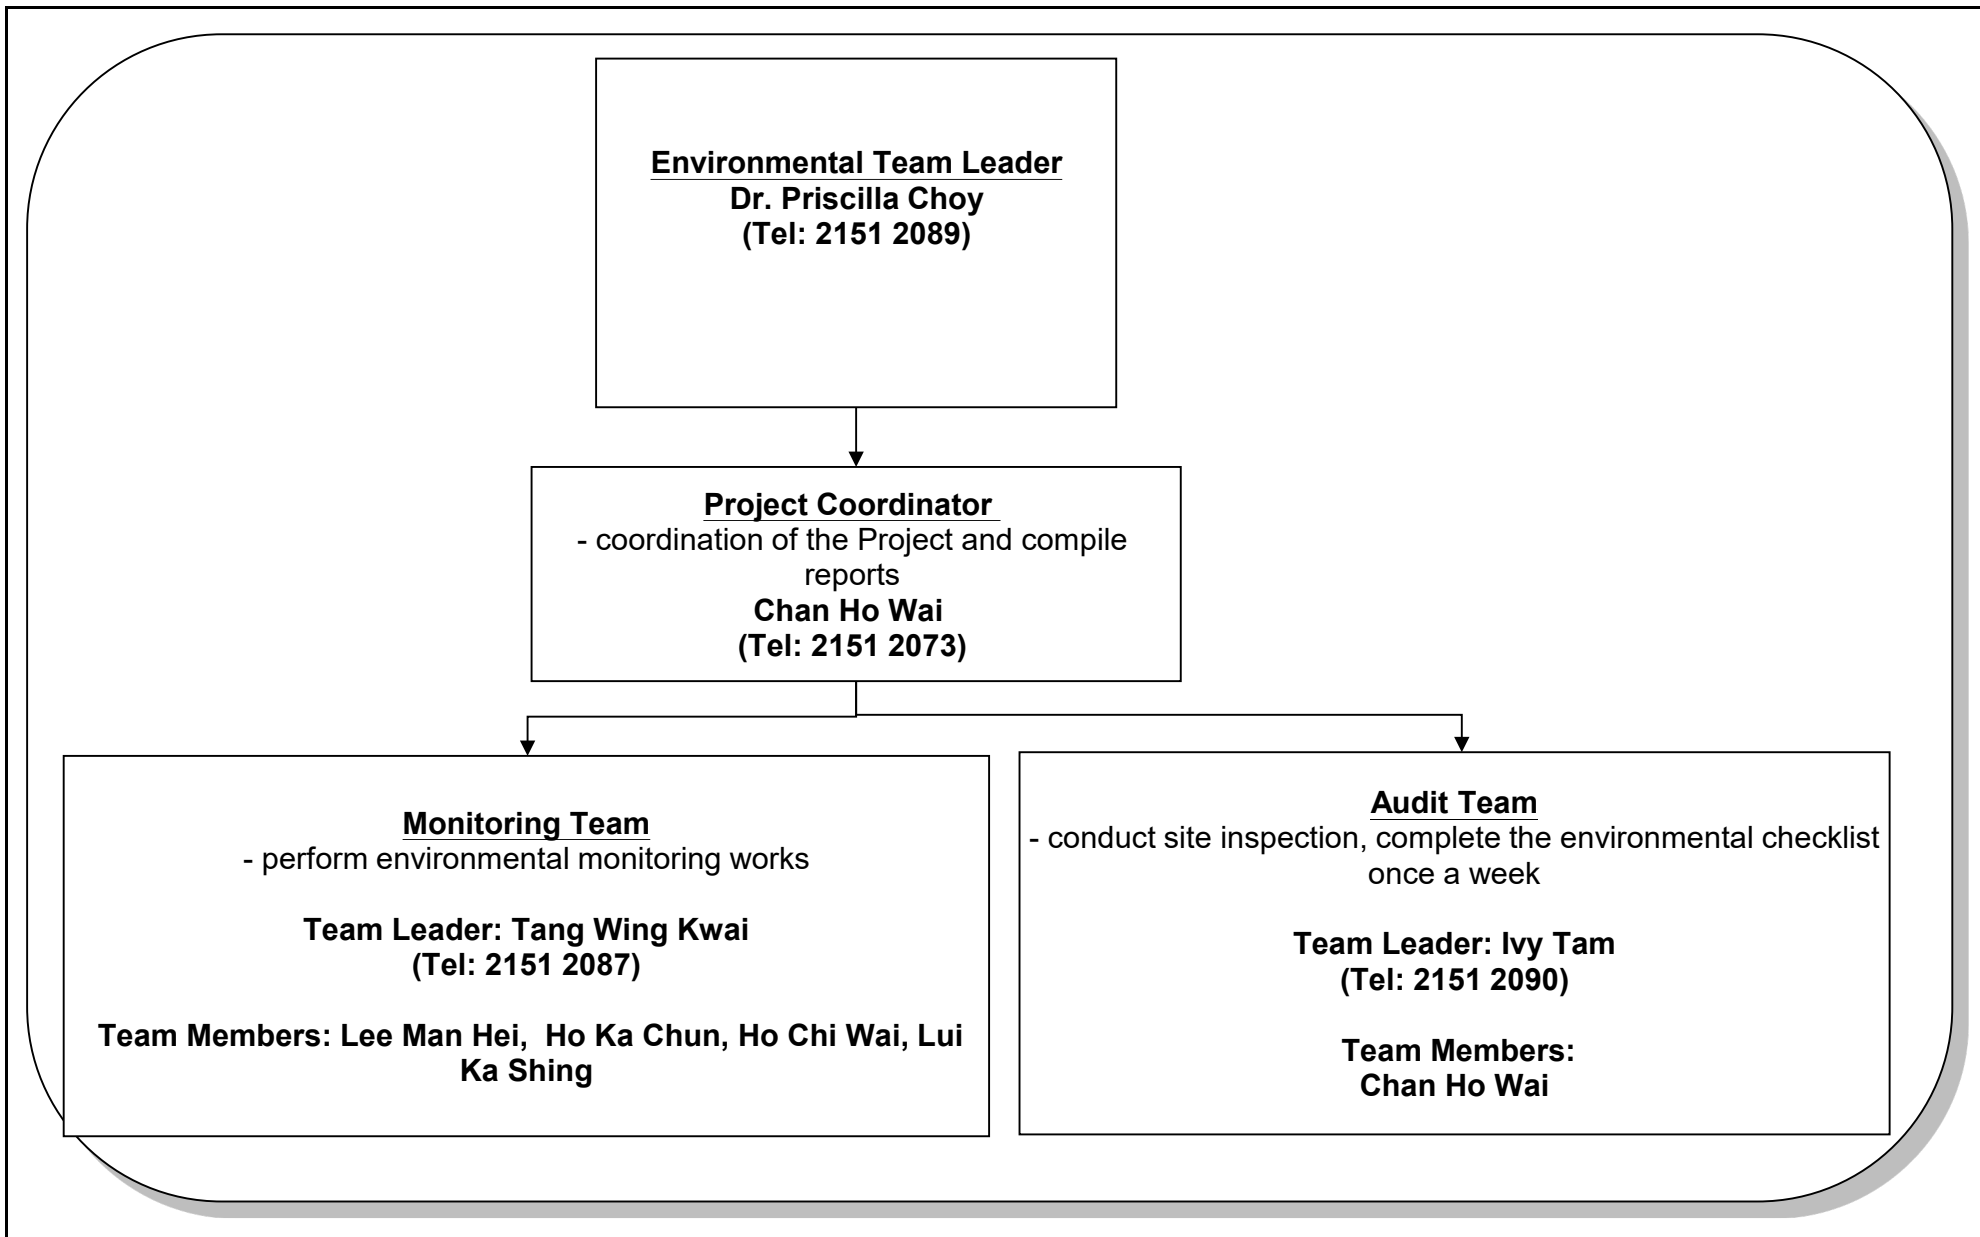 Environmental Team Leader
Dr. Priscilla Choy
(Tel: 2151 2089)
Project Coordinator
- coordination of the Project and compile
reports
Chan Ho Wai
(Tel: 2151 2073)
Monitoring Team
- perform environmental monitoring works
Team Leader: Tang Wing Kwai
(Tel: 2151 2087)
Team Members: Lee Man Hei,  Ho Ka Chun, Ho Chi Wai, Lui
Ka Shing
Audit Team
- conduct site inspection, complete the environmental checklist
once a week
Team Leader: Ivy Tam
(Tel: 2151 2090)
Team Members:
Chan Ho Wai